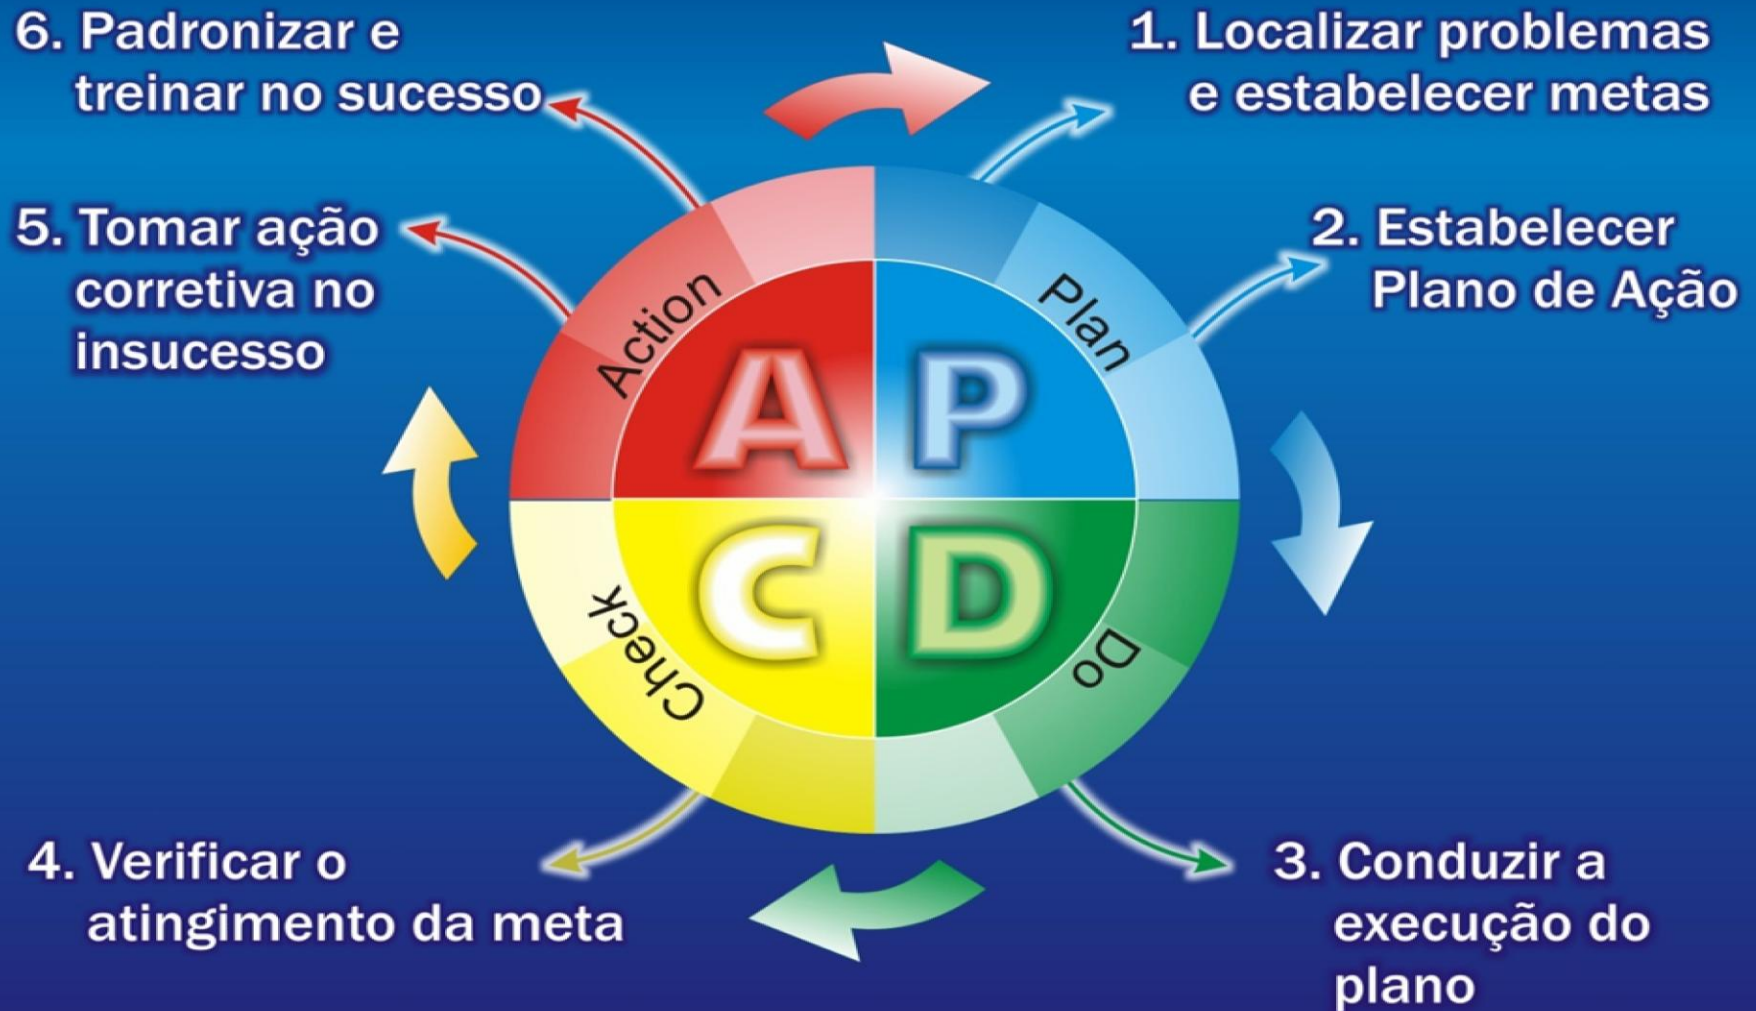 6. Padronizar e
treinar no sucesso
1. Localizar problemas
e estabelecer metas
5. Tomar ação
corretiva no
insucesso
2. Estabelecer
Plano de Ação
Action
Plan
A P
C D
Check
Do
4. Verificar o
atingimento da meta
3. Conduzir a
execução do
plano